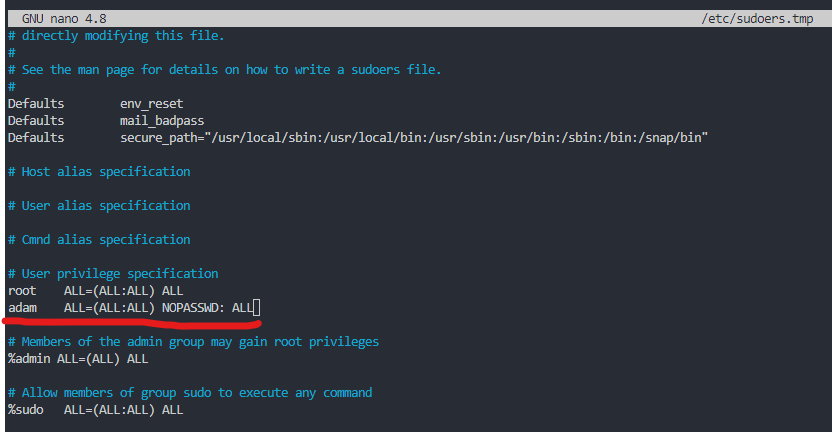 GNU nano 4.8 /etc/sudoers.tmp
# directly modifying this file.
#
# See the man page for details on how to write a sudoers file.
#
Defaults env_reset
Defaults mail_badpass
Defaults secure_path="/usr/local/sbin:/usr/local/bin:/usr/sbin:/usr/bin:/sbin:/bin:/snap/bin"
# Host alias specification
# User alias specification
# Cmnd alias specification
# User privilege specification
root ALL=(ALL:ALL) ALL
adam ALL=(ALL:ALL) NOPASSWD: ALL
# Members of the admin group may gain root privileges
%admin ALL=(ALL) ALL
# Allow members of group sudo to execute any command
%sudo ALL=(ALL:ALL) ALL